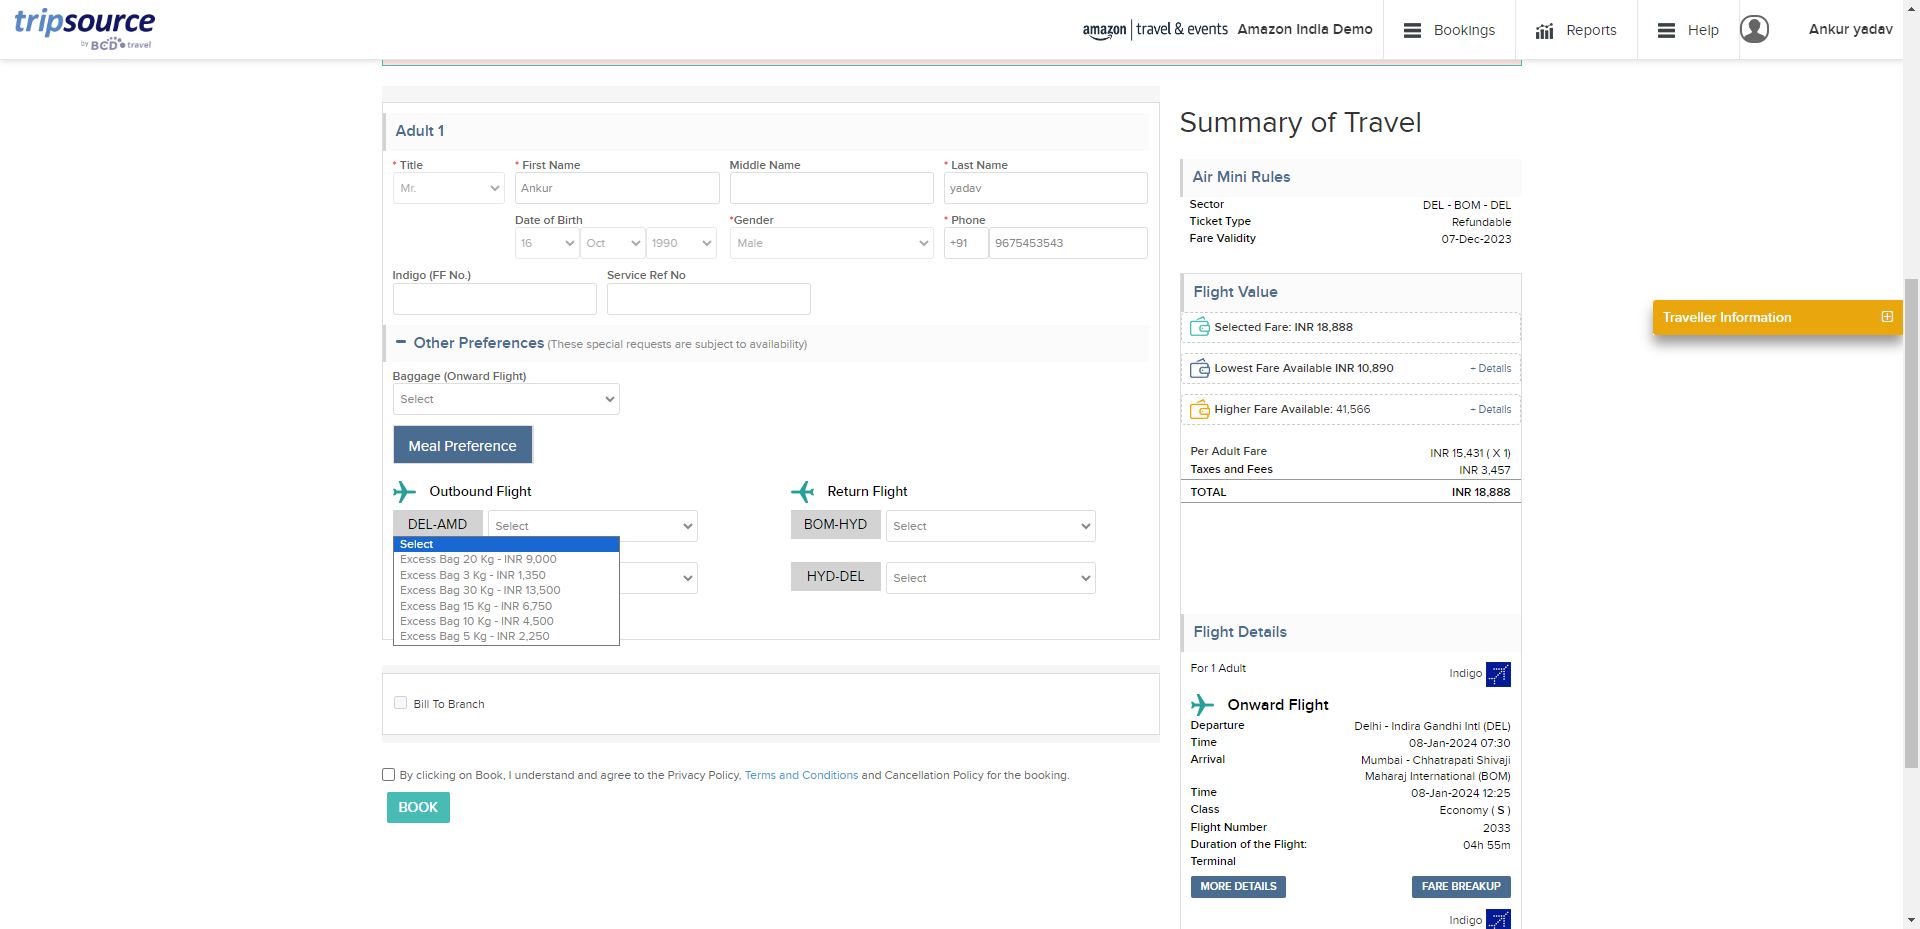 tripsource
by BCD travel
amazon travel & events
Amazon India Demo
Bookings
Reports
Help
Ankur yadav
Adult 1
* Title
* First Name
Middle Name
* Last Name
Mr.
Ankur
yadav
Date of Birth
*Gender
* Phone
16
Oct
1990
Male
+91
9675453543
Indigo (FF No.)
Service Ref No
Other Preferences (These special requests are subject to availability)
Baggage (Onward Flight)
Select
Meal Preference
Outbound Flight
Return Flight
DEL-AMD
Select
BOM-HYD
Select
Select
Excess Bag 20 Kg - INR 9,000
Excess Bag 3 Kg - INR 1,350
Excess Bag 30 Kg - INR 13,500
Excess Bag 15 Kg - INR 6,750
Excess Bag 10 Kg - INR 4,500
Excess Bag 5 Kg - INR 2,250
HYD-DEL
Select
Bill To Branch
By clicking on Book, I understand and agree to the Privacy Policy, Terms and Conditions and Cancellation Policy for the booking.
BOOK
Summary of Travel
Air Mini Rules
Sector DEL - BOM - DEL
Ticket Type Refundable
Fare Validity 07-Dec-2023
Flight Value
Selected Fare: INR 18,888
Lowest Fare Available INR 10,890 + Details
Higher Fare Available: 41,566 + Details
Per Adult Fare INR 15,431 ( X 1)
Taxes and Fees INR 3,457
TOTAL INR 18,888
Traveller Information
Flight Details
For 1 Adult Indigo
Onward Flight
Departure Delhi - Indira Gandhi Intl (DEL)
Time 08-Jan-2024 07:30
Arrival Mumbai - Chhatrapati Shivaji
Maharaj International (BOM)
Time 08-Jan-2024 12:25
Class Economy ( S )
Flight Number 2033
Duration of the Flight: 04h 55m
Terminal
MORE DETAILS
FARE BREAKUP
Indigo